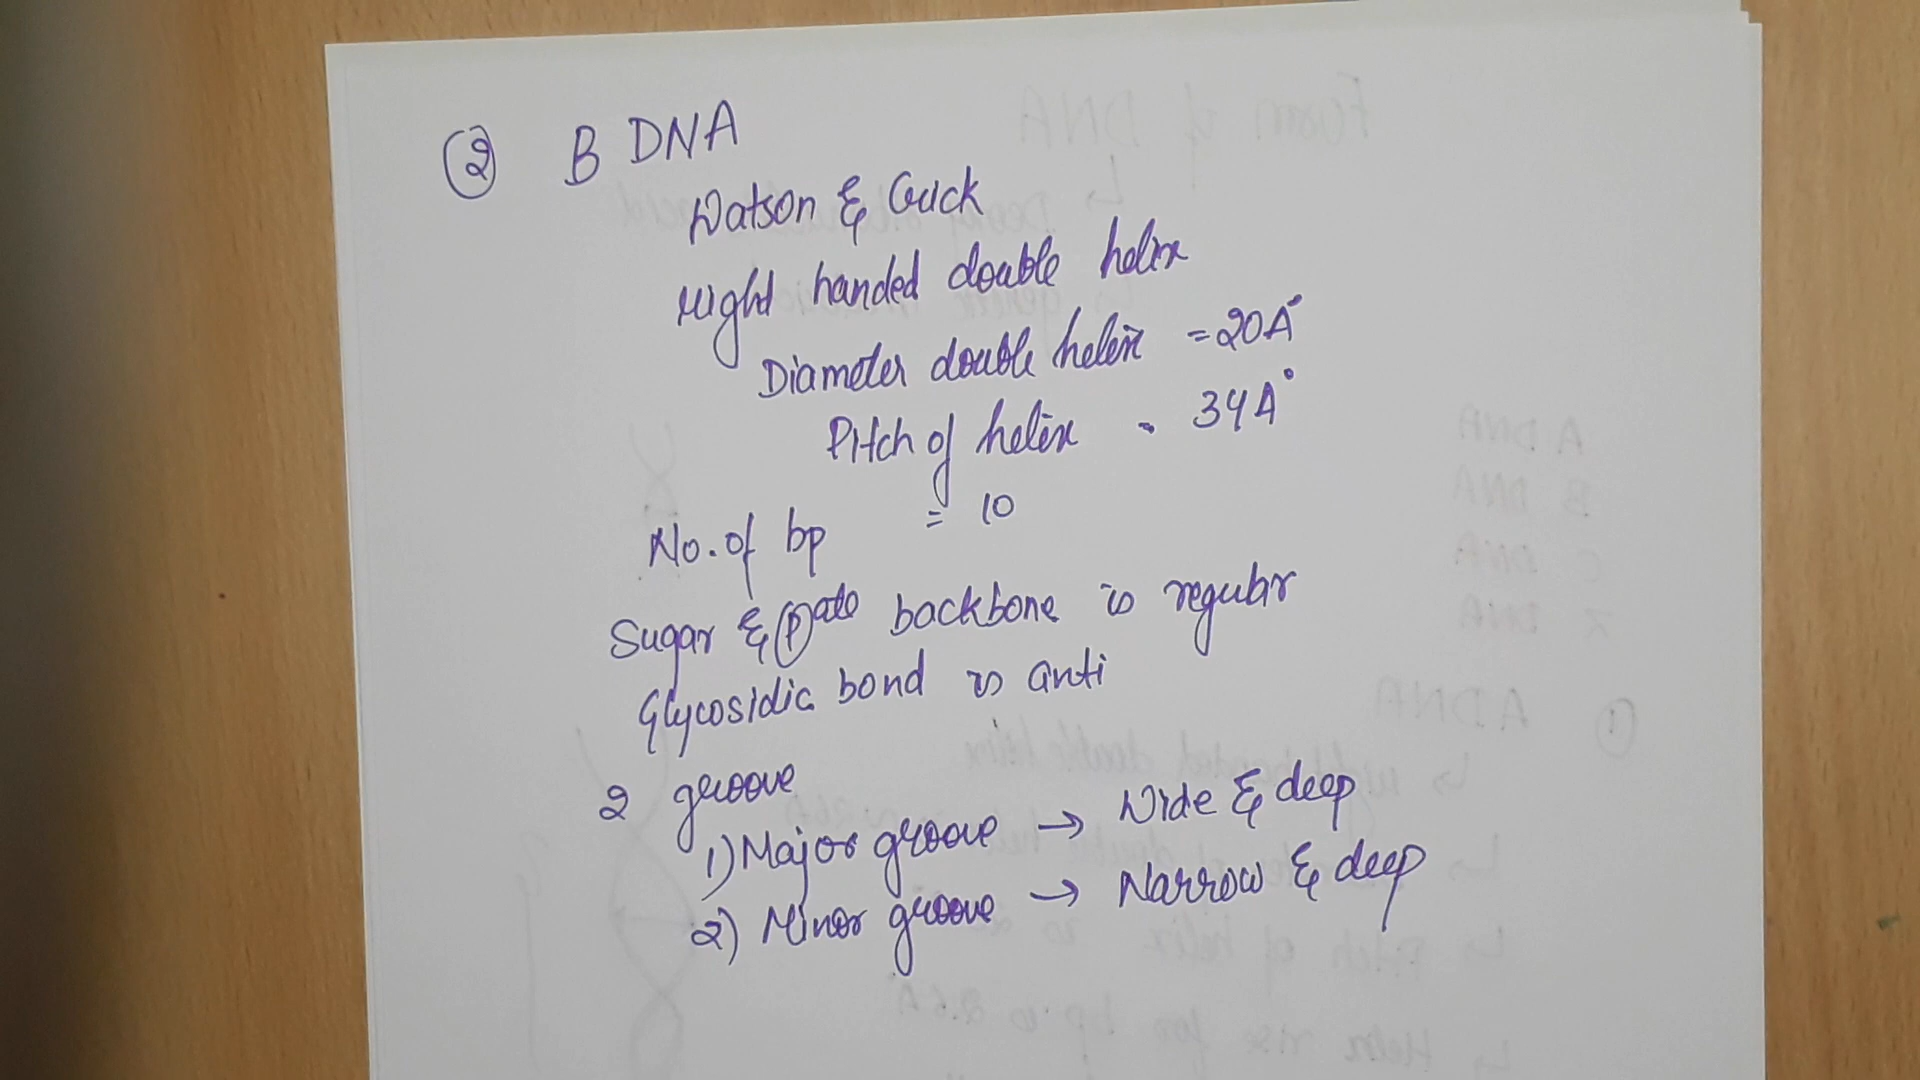 ② B DNA
Watson & Crick
right handed double helix
Diameter double helix = 20A°
Pitch of helix = 34A°
No. of bp = 10
Sugar & Ⓟate backbone is regular
Glycosidic bond is anti
2 groove
1) Major groove → Wide & deep
2) Minor groove → Narrow & deep